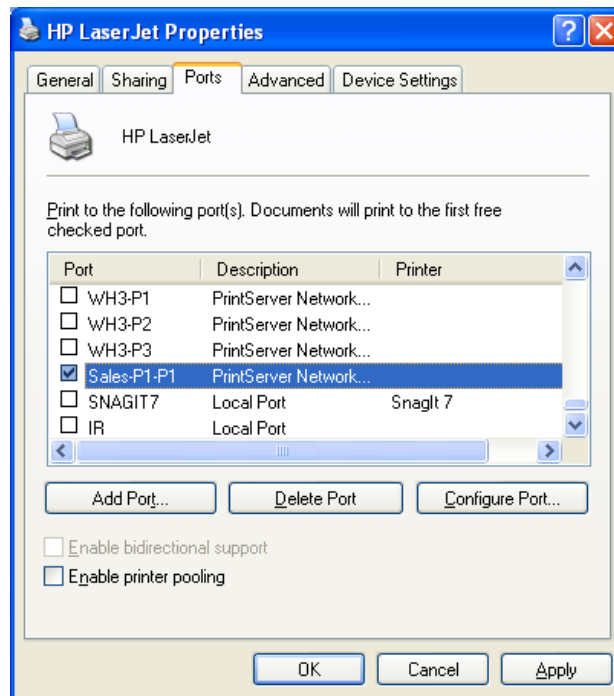 HP LaserJet Properties
General Sharing Ports Advanced Device Settings
HP LaserJet
Print to the following port(s). Documents will print to the first free
checked port.
Port Description Printer
WH3-P1 PrintServer Network...
WH3-P2 PrintServer Network...
WH3-P3 PrintServer Network...
Sales-P1-P1 PrintServer Network...
SNAGIT7 Local Port SnagIt 7
IR Local Port
Add Port... Delete Port Configure Port...
Enable bidirectional support
Enable printer pooling
OK Cancel Apply